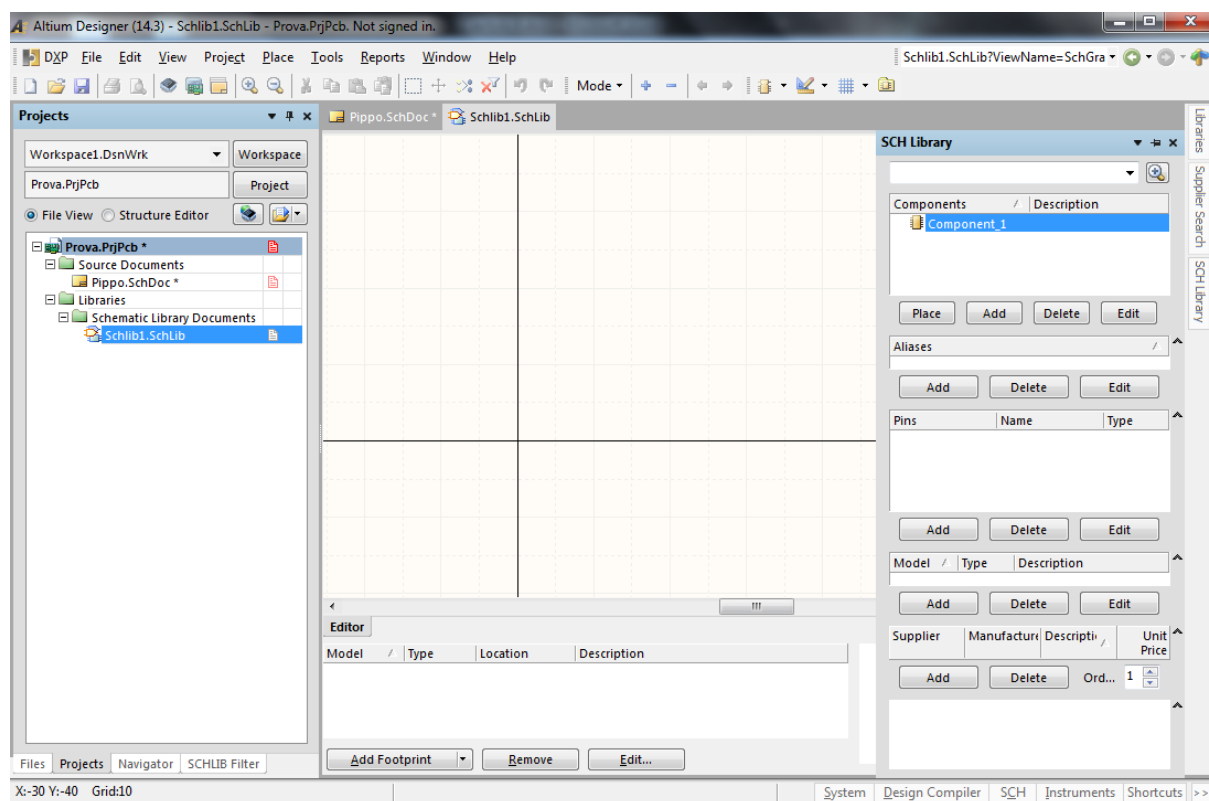 Altium Designer (14.3) - Schlib1.SchLib - Prova.PrjPcb. Not signed in.
DXP File Edit View Project Place Tools Reports Window Help
Schlib1.SchLib?ViewName=SchGra
Mode
Projects
Workspace1.DsnWrk Workspace
Prova.PrjPcb Project
File View Structure Editor
Prova.PrjPcb *
Source Documents
Pippo.SchDoc *
Libraries
Schematic Library Documents
Schlib1.SchLib
Files Projects Navigator SCHLIB Filter
Pippo.SchDoc * Schlib1.SchLib
Editor
Model Type Location Description
Add Footprint Remove Edit...
SCH Library
Components Description
Component_1
Place Add Delete Edit
Aliases
Add Delete Edit
Pins Name Type
Add Delete Edit
Model Type Description
Add Delete Edit
Supplier Manufacture Descripti Unit Price
Add Delete Ord... 1
Libraries
Supplier Search
SCH Library
X:-30 Y:-40 Grid:10
System Design Compiler SCH Instruments Shortcuts >>